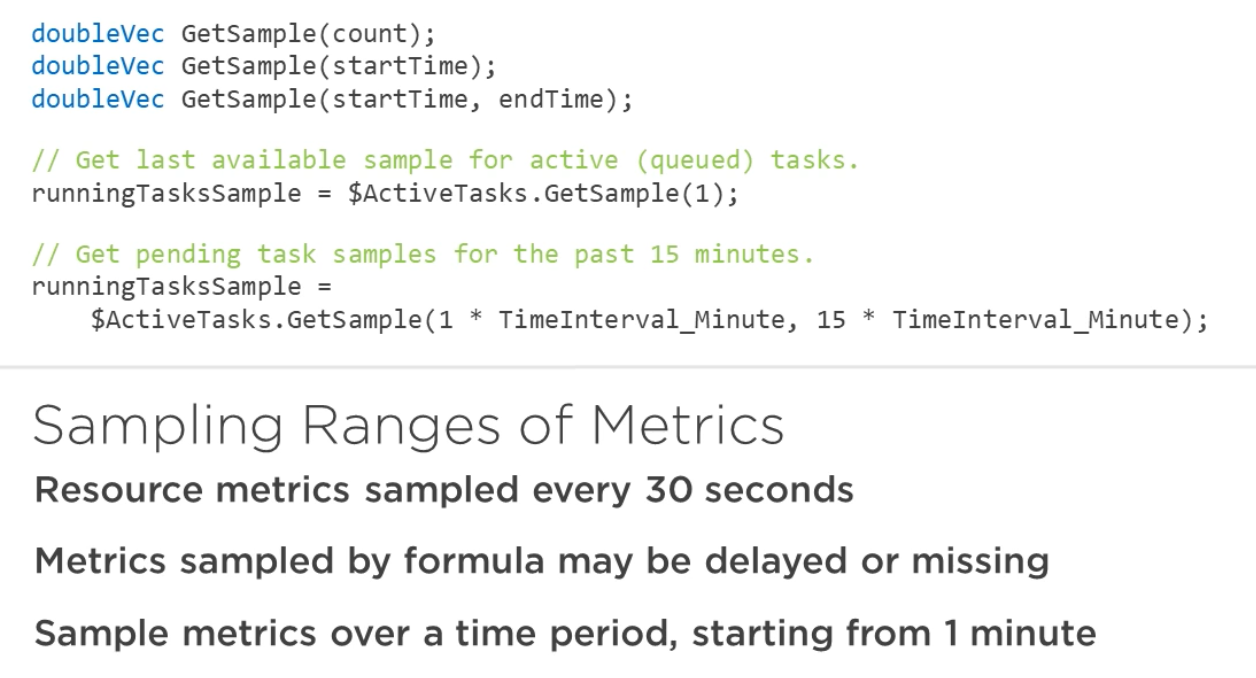 doubleVec GetSample(count);
doubleVec GetSample(startTime);
doubleVec GetSample(startTime, endTime);
// Get last available sample for active (queued) tasks.
runningTasksSample = $ActiveTasks.GetSample(1);
// Get pending task samples for the past 15 minutes.
runningTasksSample =
$ActiveTasks.GetSample(1 * TimeInterval_Minute, 15 * TimeInterval_Minute);
Sampling Ranges of Metrics
Resource metrics sampled every 30 seconds
Metrics sampled by formula may be delayed or missing
Sample metrics over a time period, starting from 1 minute